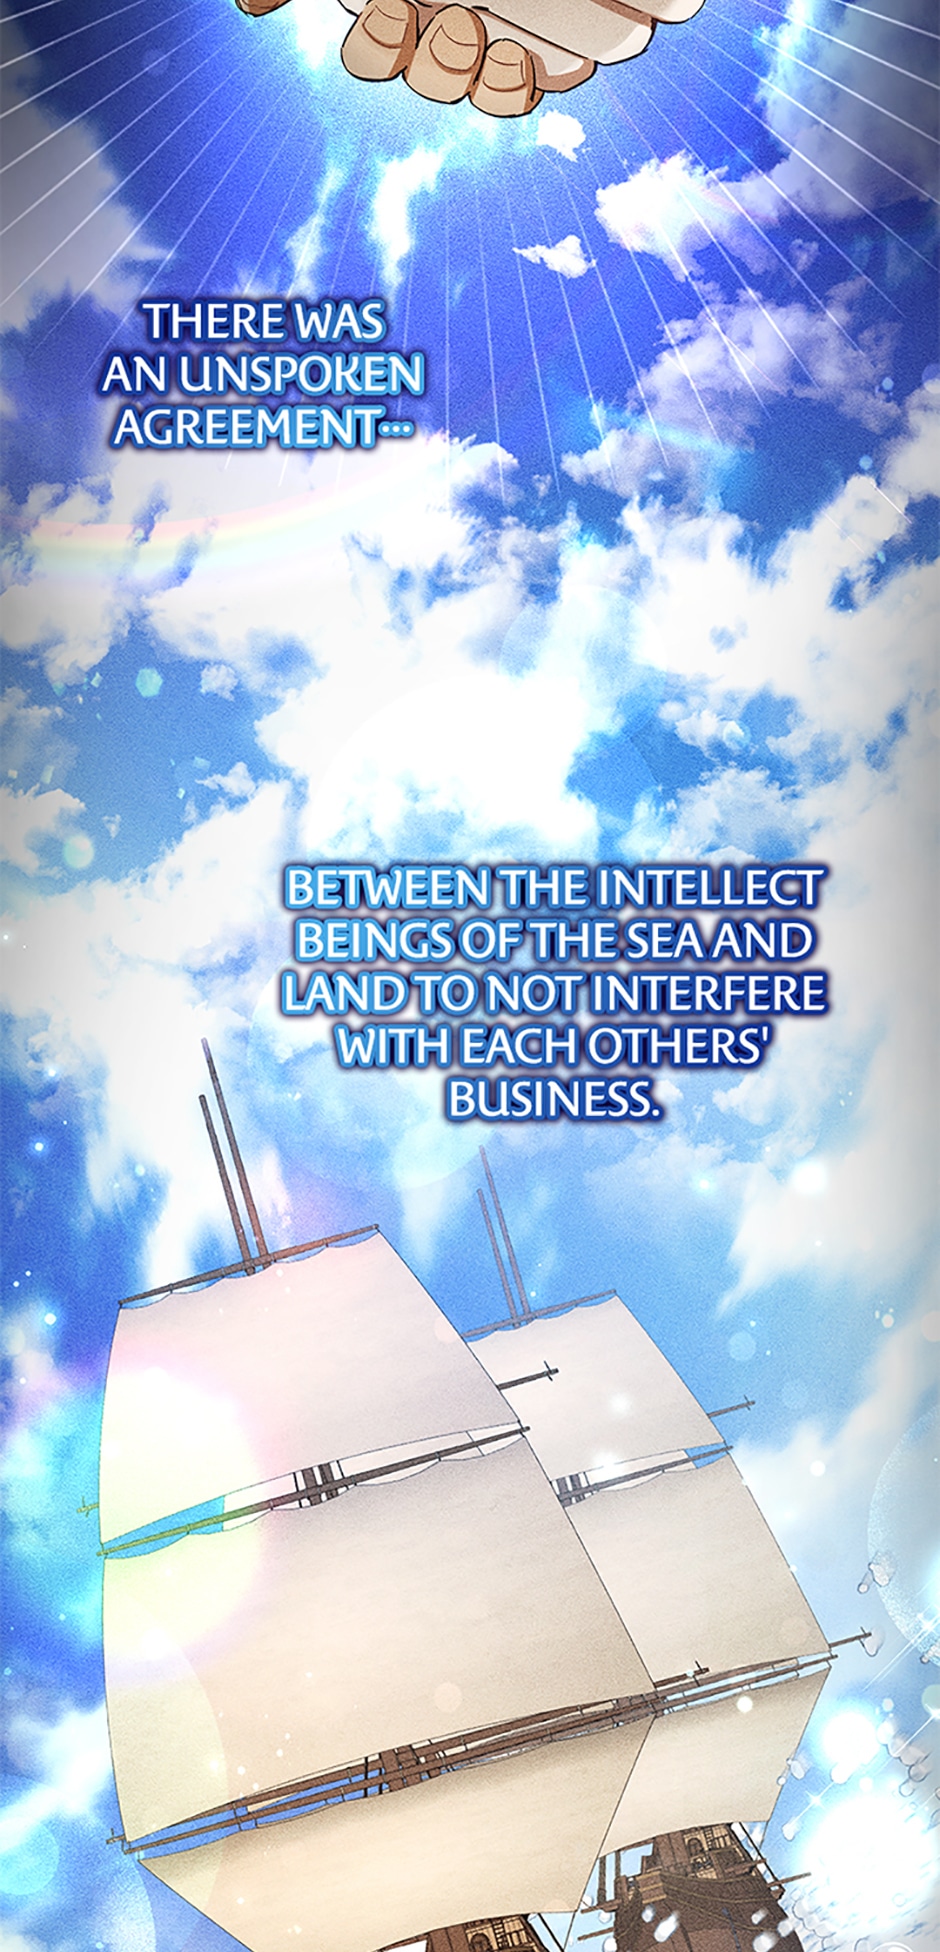 THERE WAS
AN UNSPOKEN
AGREEMENT...
BETWEEN THE INTELLECT
BEINGS OF THE SEA AND
LAND TO NOT INTERFERE
WITH EACH OTHERS'
BUSINESS.